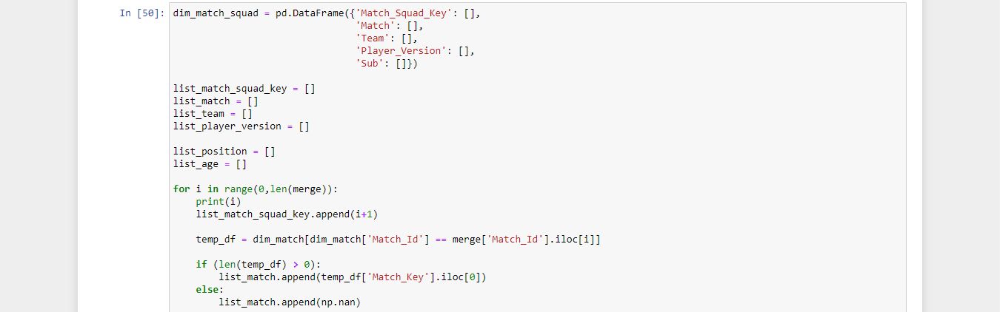 In [50]: dim_match_squad = pd.DataFrame({'Match_Squad_Key': [],
'Match': [],
'Team': [],
'Player_Version': [],
'Sub': []})
list_match_squad_key = []
list_match = []
list_team = []
list_player_version = []
list_position = []
list_age = []
for i in range(0,len(merge)):
print(i)
list_match_squad_key.append(i+1)
temp_df = dim_match[dim_match['Match_Id'] == merge['Match_Id'].iloc[i]]
if (len(temp_df) > 0):
list_match.append(temp_df['Match_Key'].iloc[0])
else:
list_match.append(np.nan)